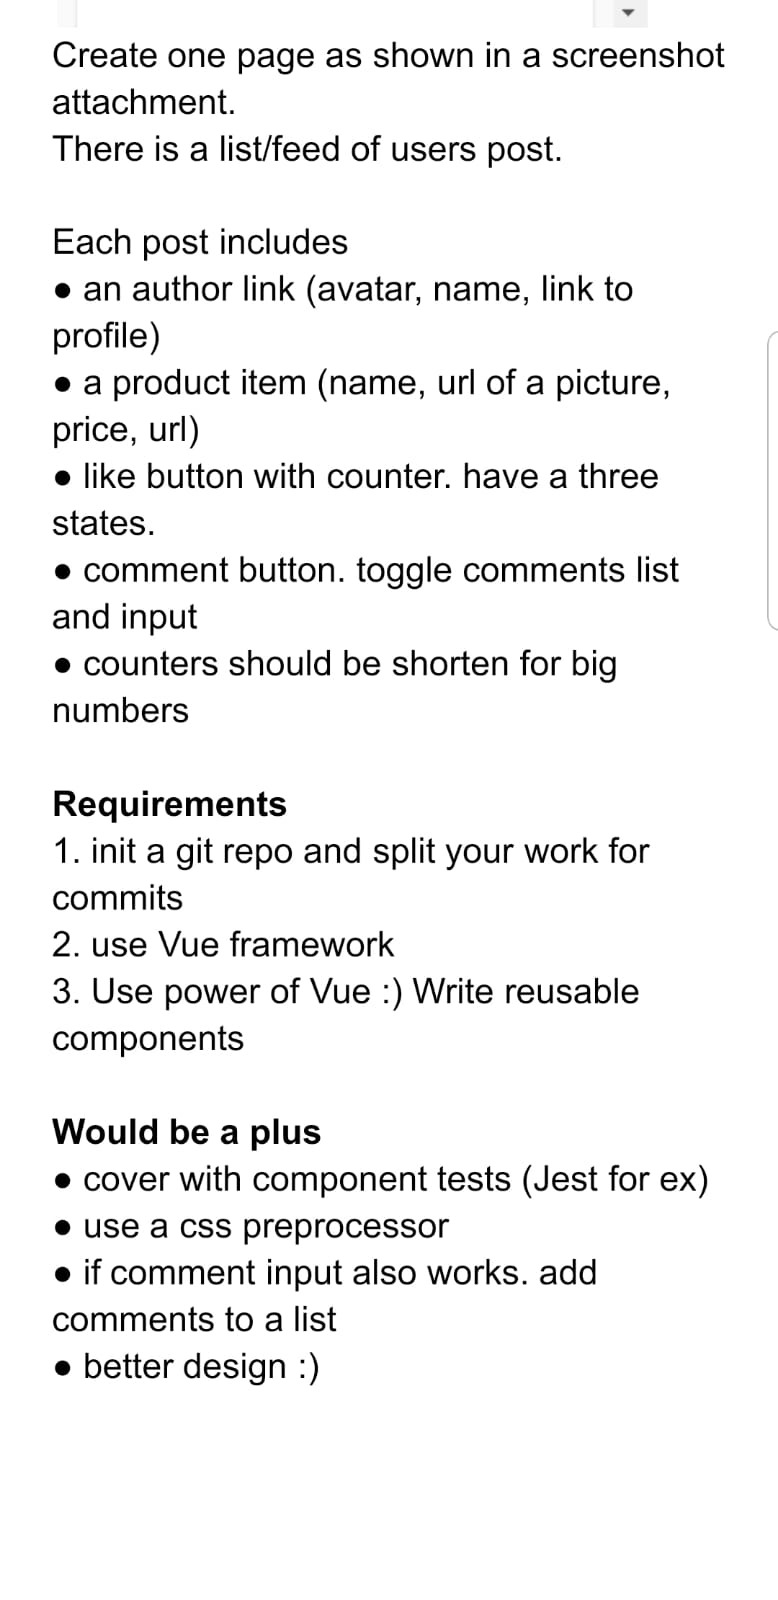 Create one page as shown in a screenshot
attachment.
There is a list/feed of users post.
Each post includes
● an author link (avatar, name, link to
profile)
● a product item (name, url of a picture,
price, url)
● like button with counter. have a three
states.
● comment button. toggle comments list
and input
● counters should be shorten for big
numbers
Requirements
1. init a git repo and split your work for
commits
2. use Vue framework
3. Use power of Vue :) Write reusable
components
Would be a plus
● cover with component tests (Jest for ex)
● use a css preprocessor
● if comment input also works. add
comments to a list
● better design :)